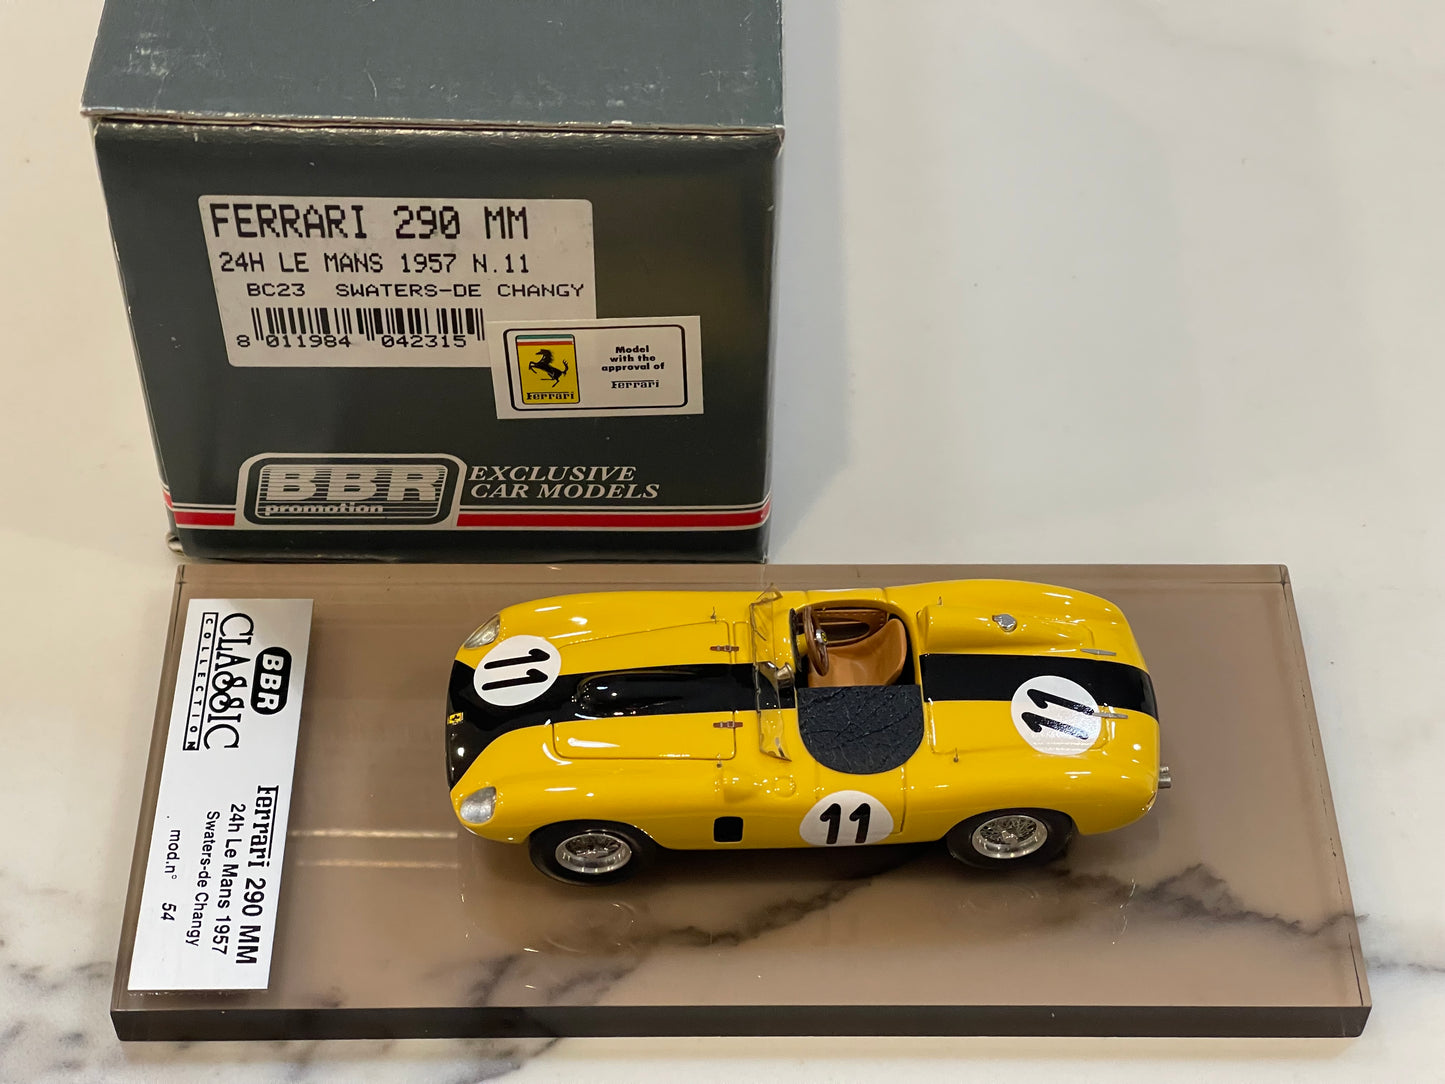 FERRARI 290 MM
24H LE MANS 1957 N.11
BC23 SWATERS-DE CHANGY
8 011984 042315
Ferrari
Model
with the
approval of
Ferrari
BBR
promotion
EXCLUSIVE
CAR MODELS
BBR
CLASSIC
COLLECTION
Ferrari 290 MM
24h Le Mans 1957
Swaters-de Changy
mod.n° 54
11
11
11